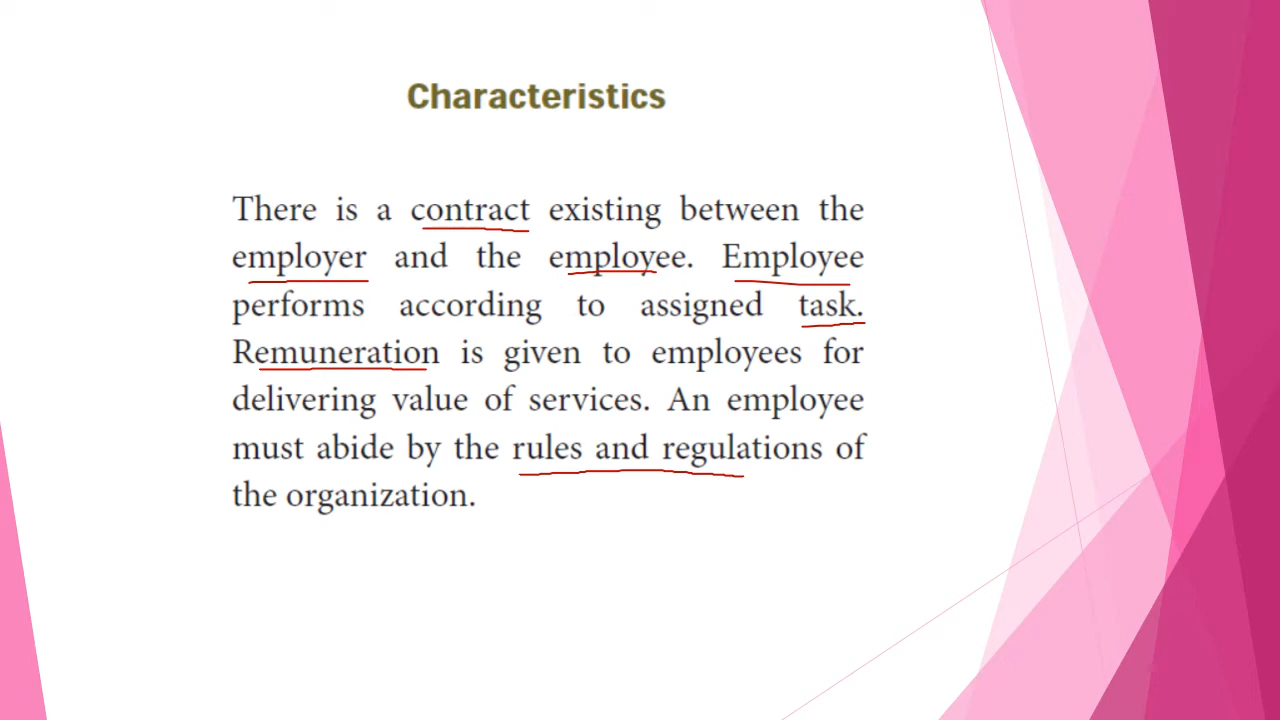 Characteristics
There is a contract existing between the
employer and the employee. Employee
performs according to assigned task.
Remuneration is given to employees for
delivering value of services. An employee
must abide by the rules and regulations of
the organization.